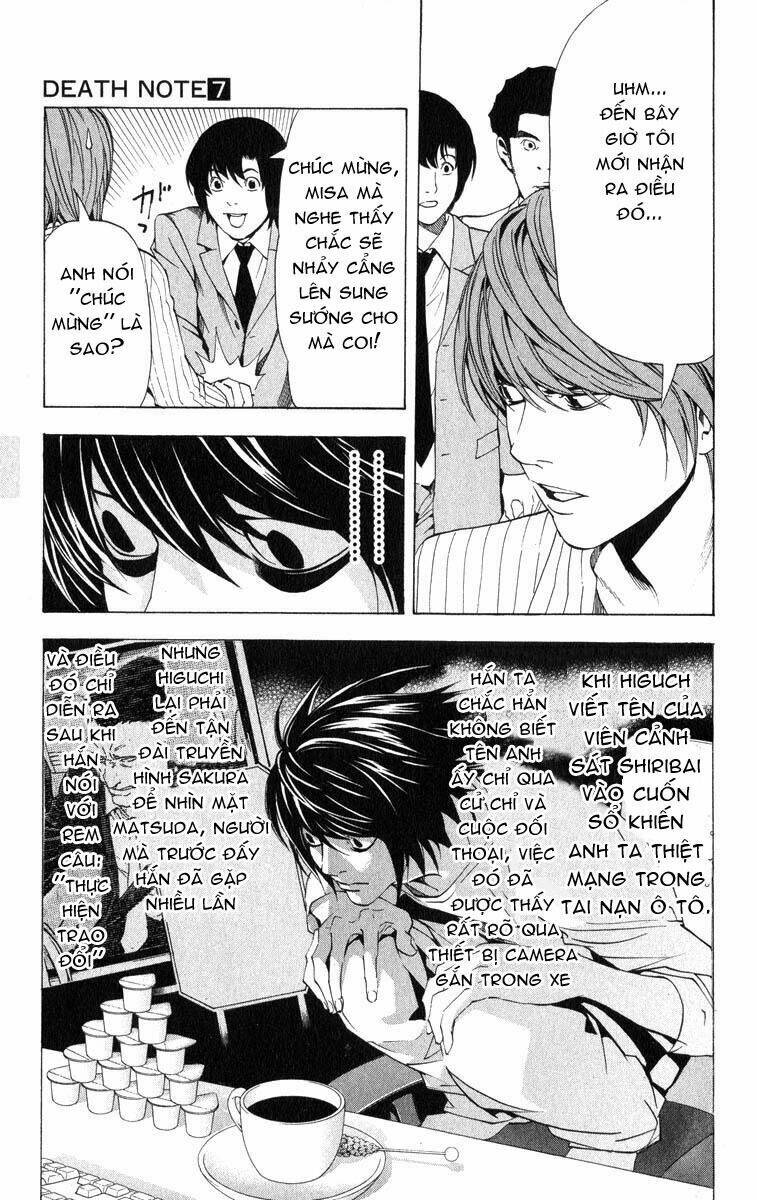 DEATH NOTE 7
UHM...
ĐẾN BÂY
GIỜ TÔI
MỚI NHẬN
RA ĐIỀU
ĐÓ...
CHÚC MỪNG,
MISA MÀ
NGHE THẤY
CHẮC SẼ
NHẢY CẨNG
LÊN SUNG
SƯỚNG CHO
MÀ COI!
ガバッ
ANH NÓI
"CHÚC
MỪNG" LÀ
SAO?
KHI HIGUCH
VIẾT TÊN CỦA
VIÊN CẢNH
SÁT SHIRIBAI
VÀO CUỐN
SỔ KHIẾN
ANH TA THIỆT
MẠNG TRONG
TAI NẠN Ô TÔ.
HẮN TA
CHẮC HẲN
KHÔNG BIẾT
TÊN ANH
ẤY CHỈ QUA
CỬ CHỈ VÀ
CUỘC ĐỐI
THOẠI, VIỆC
ĐÓ ĐÃ
ĐƯỢC THẤY
RẤT RÕ QUA
THIẾT BỊ CAMERA
GẮN TRONG XE
NHƯNG
HIGUCHI
LẠI PHẢI
ĐẾN TẬN
ĐÀI TRUYỀN
HÌNH SAKURA
ĐỂ NHÌN MẶT
MATSUDA, NGƯỜI
MÀ TRƯỚC ĐẤY
HẮN ĐÃ GẶP
NHIỀU LẦN
VÀ ĐIỀU
ĐÓ CHỈ
DIỄN RA
SAU KHI
HẮN
NÓI
VỚI
REM
CÂU:
"THỰC
HIỆN
TRAO
ĐỔI"